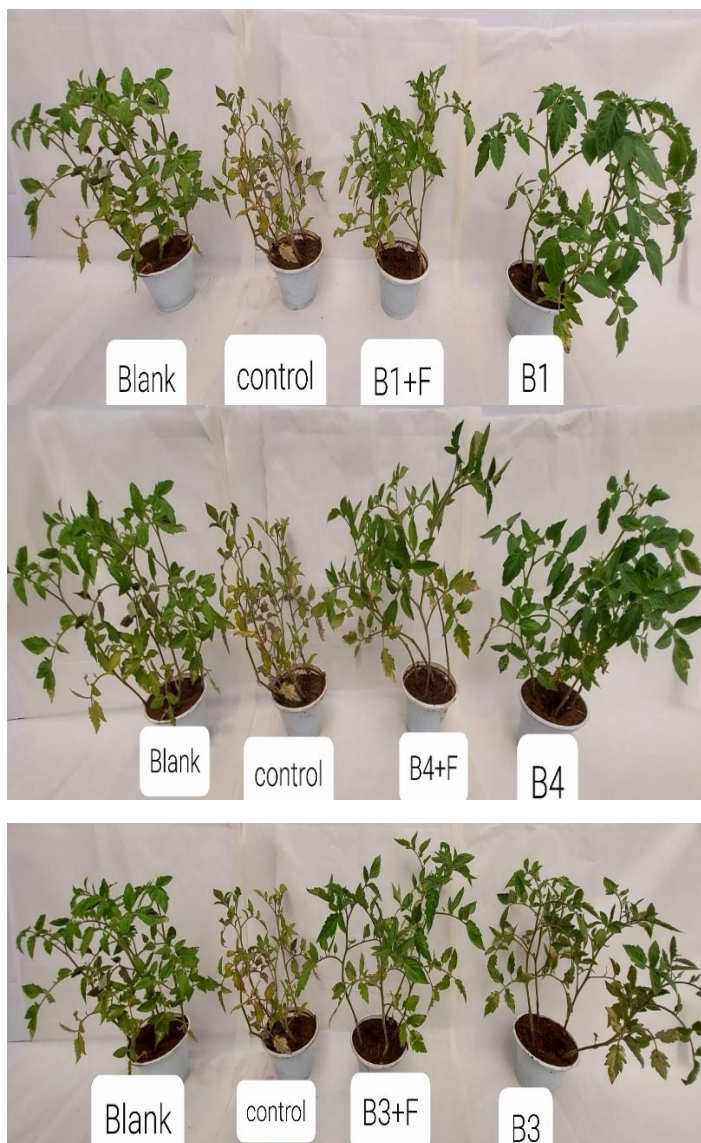 Blank
control
B1+F
B1
Blank
control
B4+F
B4
Blank
control
B3+F
B3